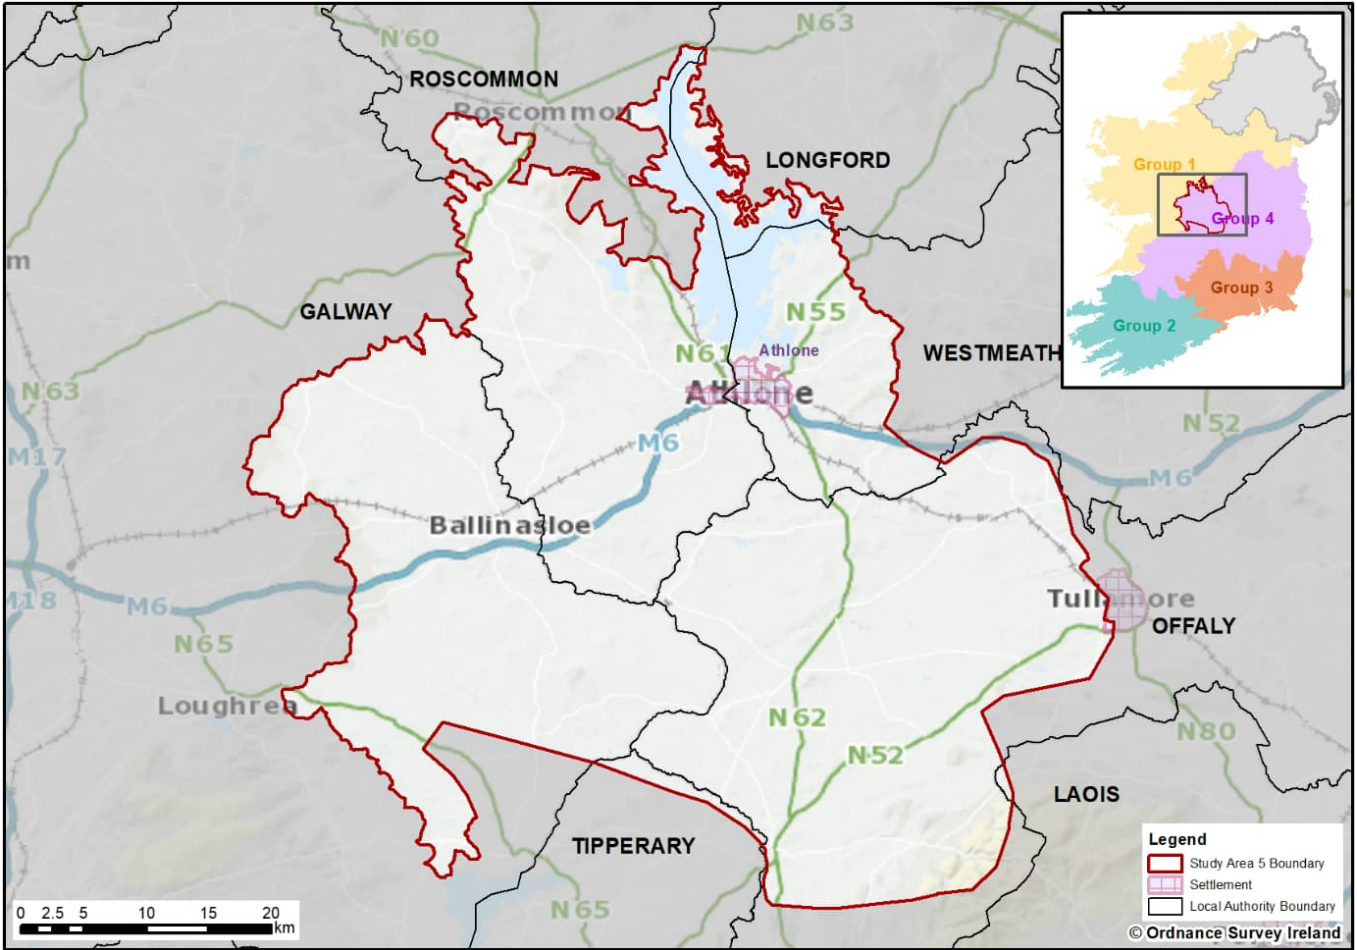 N60
N63
ROSCOMMON
Roscommon
LONGFORD
Group 1
Group 4
Group 3
Group 2
m
GALWAY
N55
N61
Athlone
WESTMEATH
Athlone
N63
N52
M6
M17
M6
Ballinasloe
M18
M6
Tullamore
OFFALY
N65
Loughrea
N62
N52
N80
LAOIS
TIPPERARY
N65
Legend
Study Area 5 Boundary
Settlement
Local Authority Boundary
0 2.5 5 10 15 20
km
© Ordnance Survey Ireland